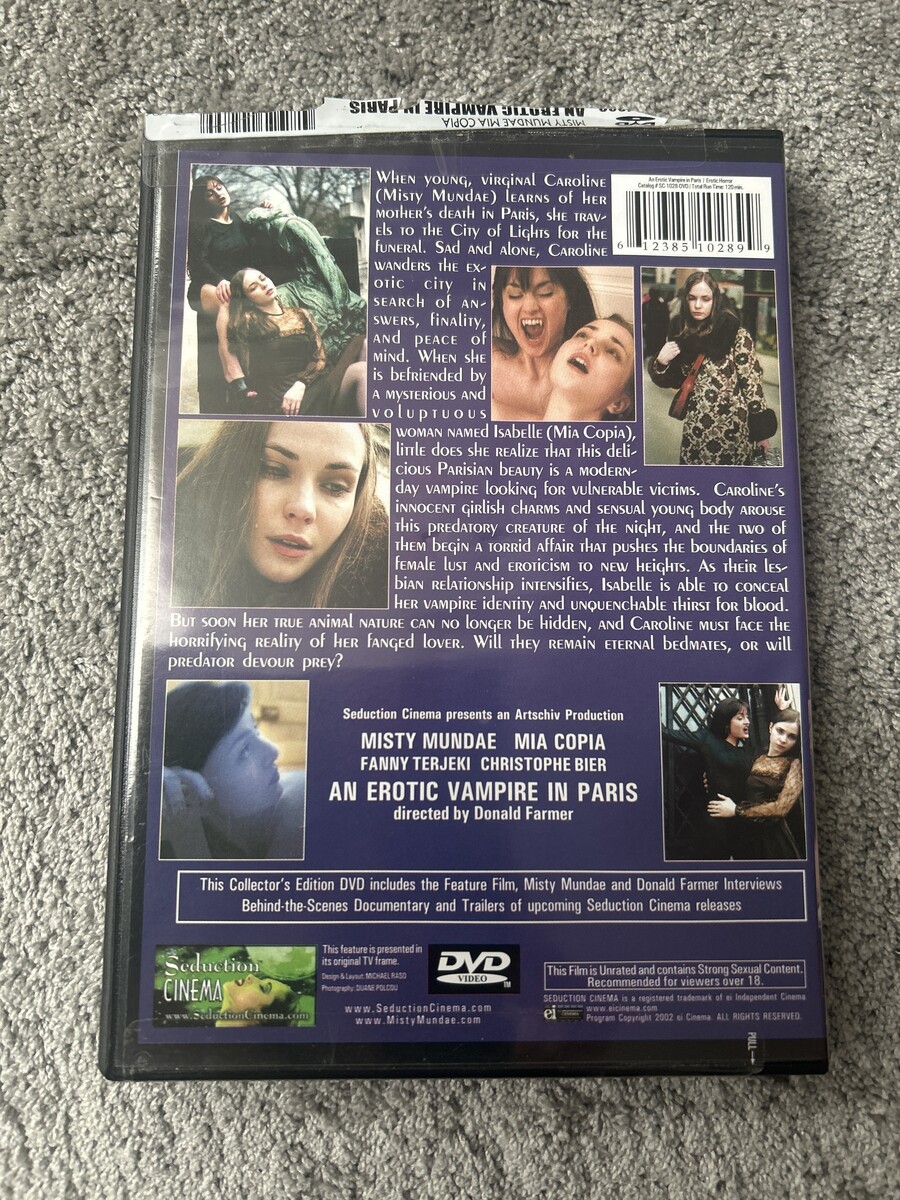 AN EROTIC VAMPIRE IN PARIS
MISTY MUNDAE MIA COPIA
When young, virginal Caroline
(Misty Mundae) learns of her
mother's death in Paris, she trav-
els to the City of Lights for the
funeral. Sad and alone, Caroline
wanders the ex-
otic city in
search of an-
swers, finality,
and peace of
mind. When she
is befriended by
a mysterious and
voluptuous
woman named Isabelle (Mia Copia),
little does she realize that this deli-
cious Parisian beauty is a modern-
day vampire looking for vulnerable victims. Caroline's
innocent girlish charms and sensual young body arouse
this predatory creature of the night, and the two of
them begin a torrid affair that pushes the boundaries of
female lust and eroticism to new heights. As their les-
bian relationship intensifies, Isabelle is able to conceal
her vampire identity and unquenchable thirst for blood.
But soon her true animal nature can no longer be hidden, and Caroline must face the
horrifying reality of her fanged lover. Will they remain eternal bedmates, or will
predator devour prey?
An Erotic Vampire in Paris / Erotic Horror
Catalog # SC-1028-DVD / Total Run Time: 120 min.
6 12385 10289 9
Seduction Cinema presents an Artschiv Production
MISTY MUNDAE MIA COPIA
FANNY TERJEKI CHRISTOPHE BIER
AN EROTIC VAMPIRE IN PARIS
directed by Donald Farmer
This Collector's Edition DVD includes the Feature Film, Misty Mundae and Donald Farmer Interviews
Behind-the-Scenes Documentary and Trailers of upcoming Seduction Cinema releases
Seduction
CINEMA
www.SeductionCinema.com
This feature is presented in
its original TV frame.
Design & Layout: MICHAEL RASO
Photography: DUANE POLCOU
www.SeductionCinema.com
www.MistyMundae.com
DVD
VIDEO
TM
This Film is Unrated and contains Strong Sexual Content.
Recommended for viewers over 18.
SEDUCTION CINEMA is a registered trademark of ei Independent Cinema
www.eicinema.com
Program Copyright 2002 ei Cinema. ALL RIGHTS RESERVED.
ei
PULL